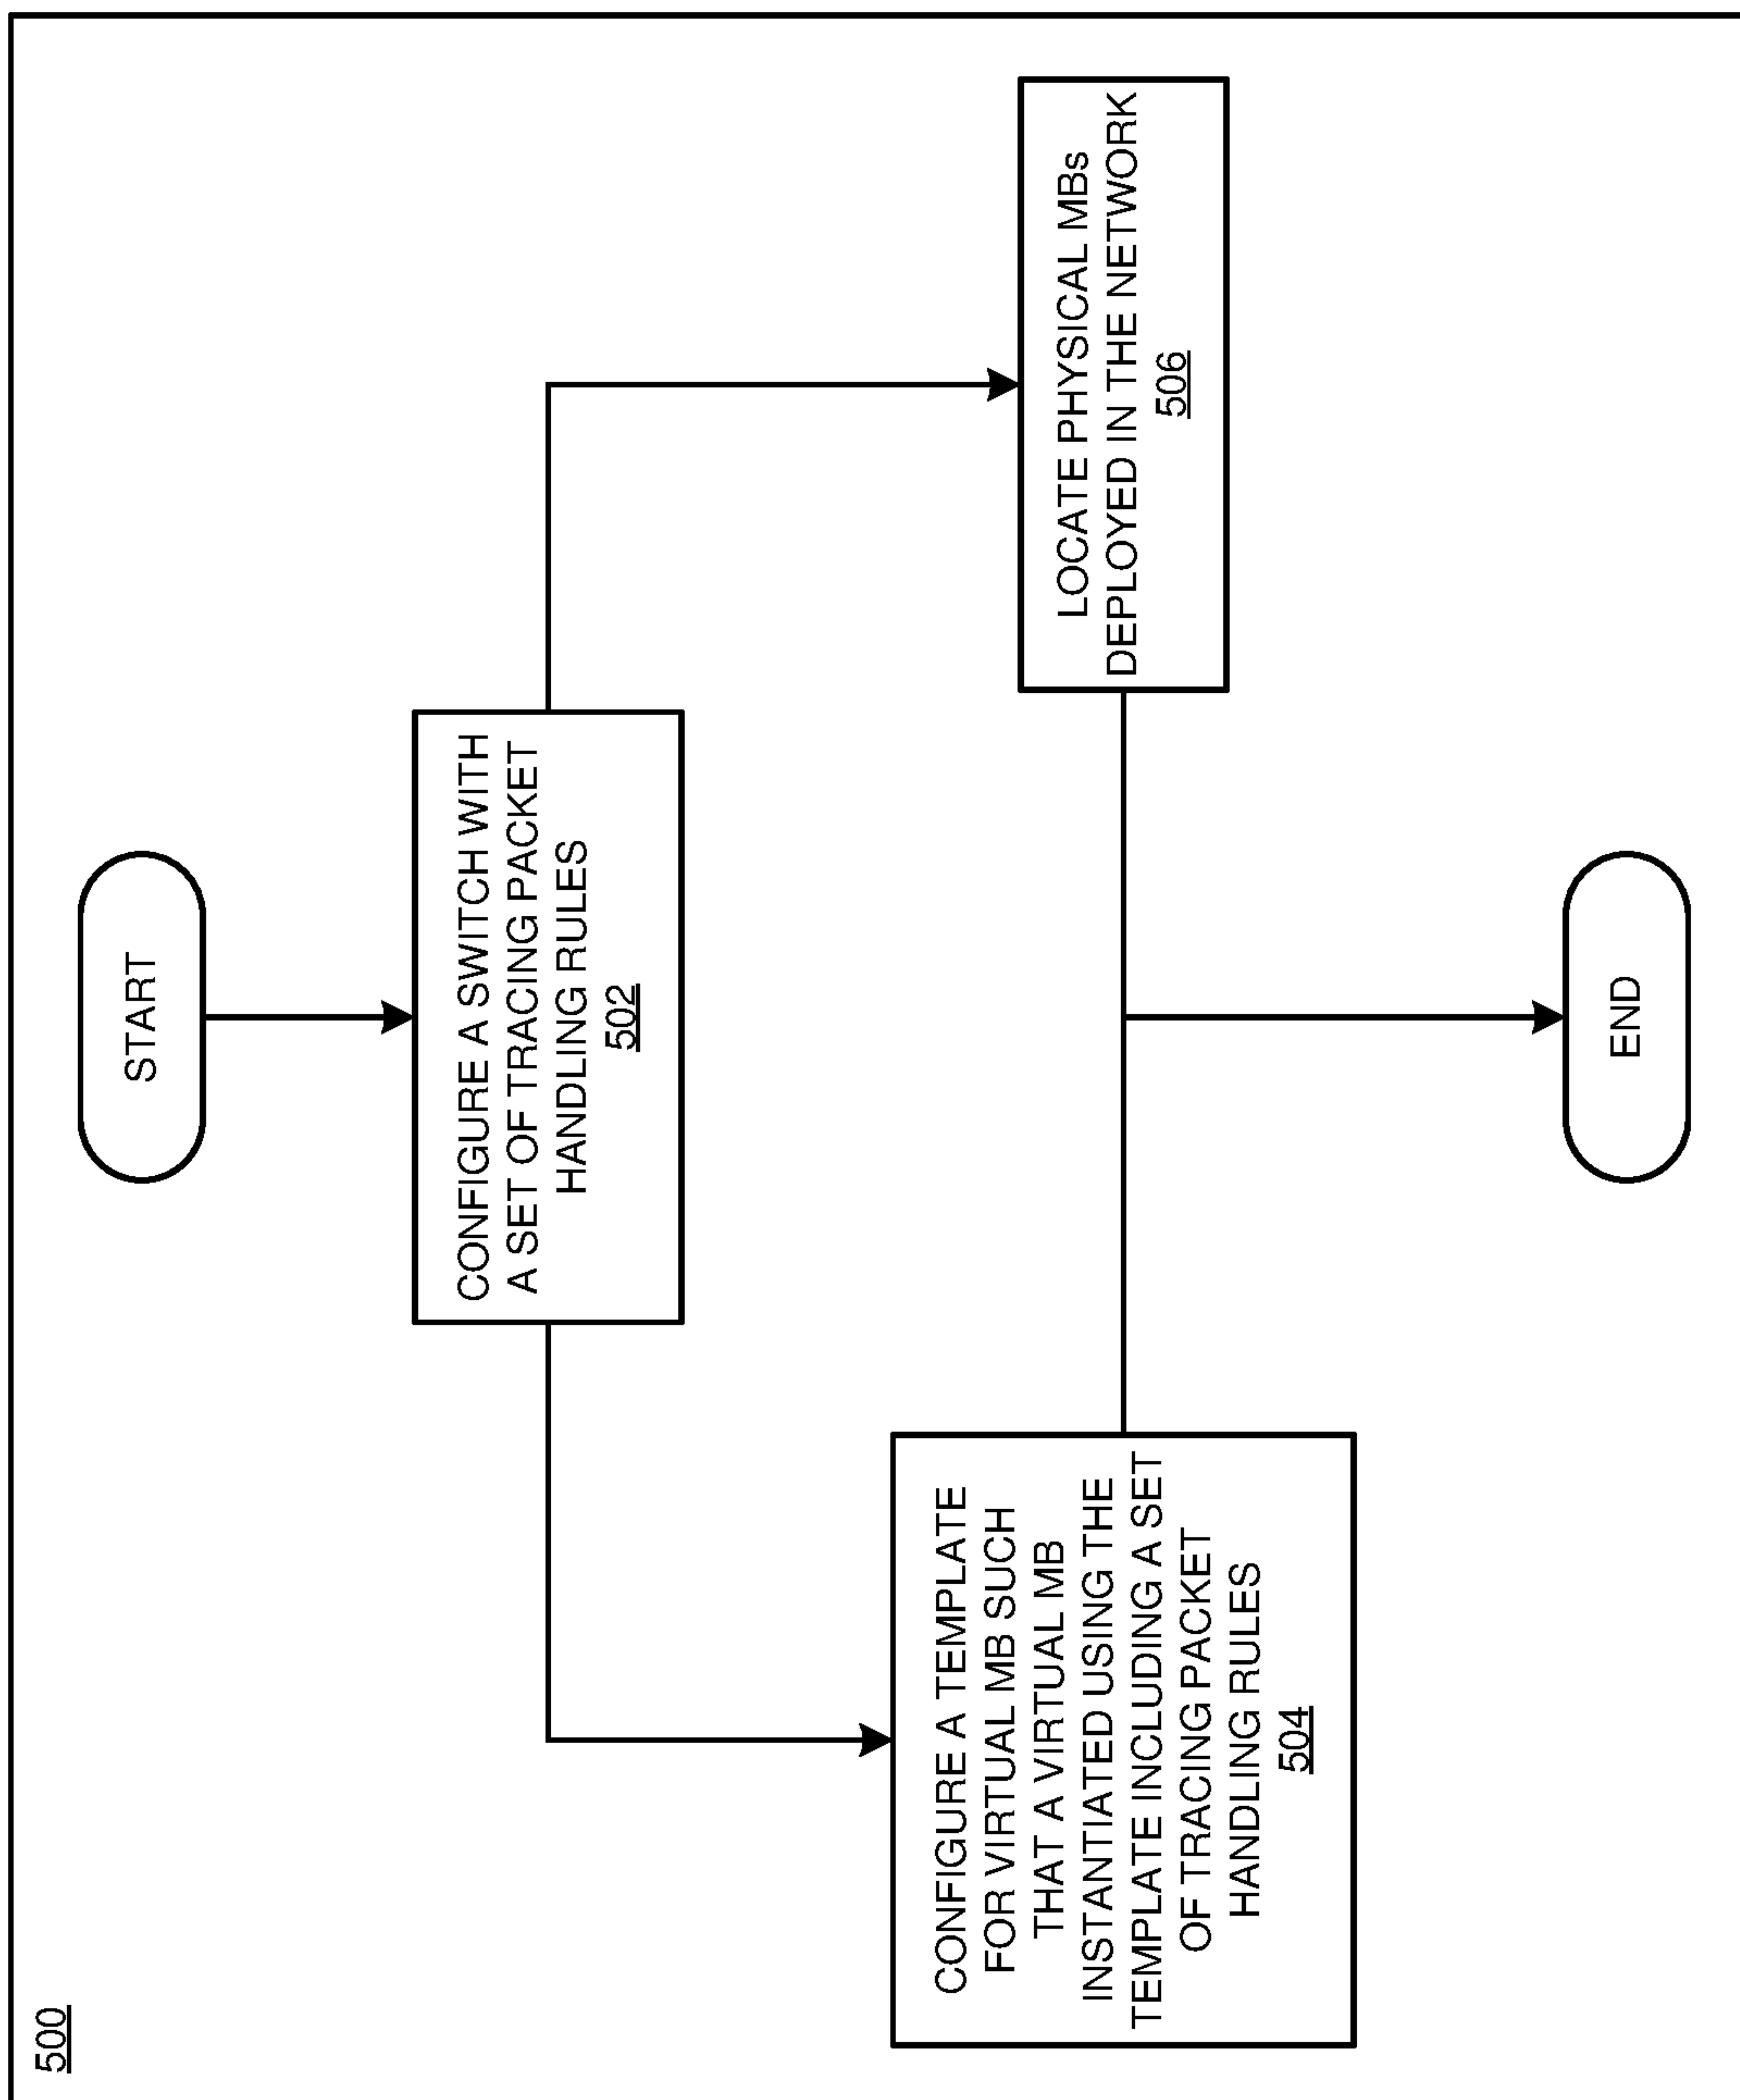 500
START
CONFIGURE A SWITCH WITH
A SET OF TRACING PACKET
HANDLING RULES
502
CONFIGURE A TEMPLATE
FOR VIRTUAL MB SUCH
THAT A VIRTUAL MB
INSTANTIATED USING THE
TEMPLATE INCLUDING A SET
OF TRACING PACKET
HANDLING RULES
504
LOCATE PHYSICAL MBs
DEPLOYED IN THE NETWORK
506
END